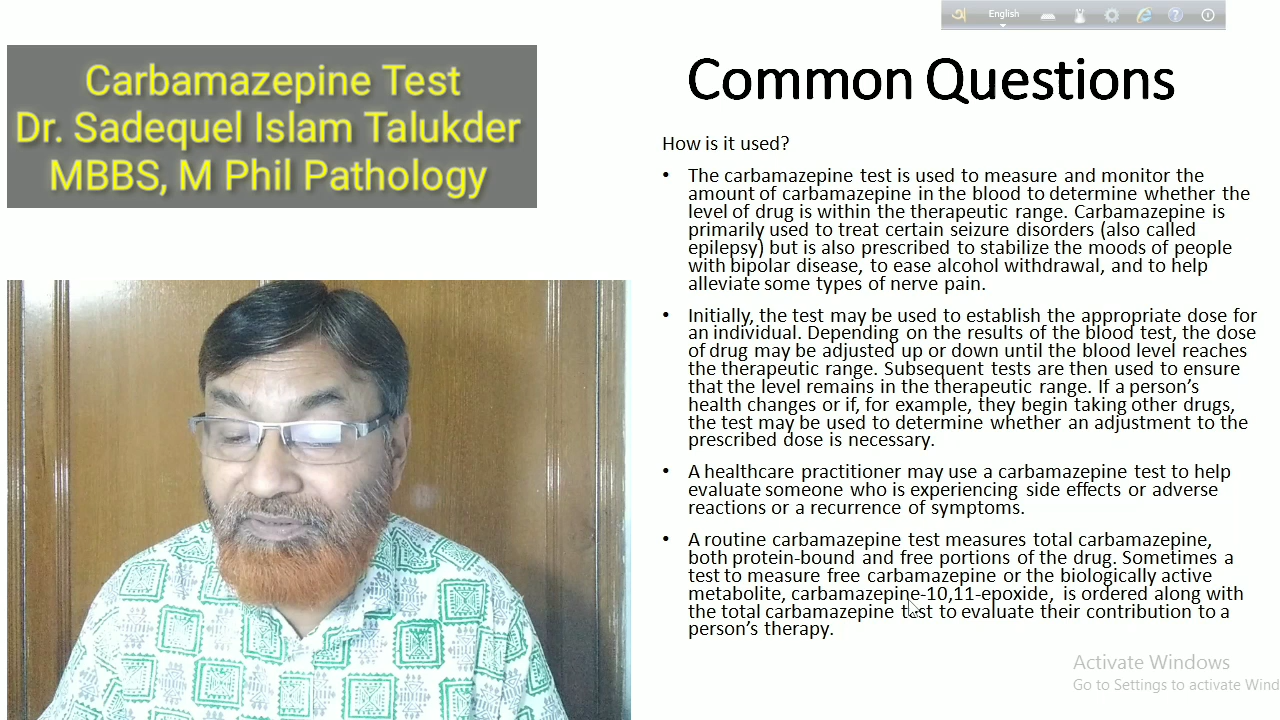 English
Carbamazepine Test
Dr. Sadequel Islam Talukder
MBBS, M Phil Pathology
Common Questions
How is it used?
• The carbamazepine test is used to measure and monitor the
amount of carbamazepine in the blood to determine whether the
level of drug is within the therapeutic range. Carbamazepine is
primarily used to treat certain seizure disorders (also called
epilepsy) but is also prescribed to stabilize the moods of people
with bipolar disease, to ease alcohol withdrawal, and to help
alleviate some types of nerve pain.
• Initially, the test may be used to establish the appropriate dose for
an individual. Depending on the results of the blood test, the dose
of drug may be adjusted up or down until the blood level reaches
the therapeutic range. Subsequent tests are then used to ensure
that the level remains in the therapeutic range. If a person’s
health changes or if, for example, they begin taking other drugs,
the test may be used to determine whether an adjustment to the
prescribed dose is necessary.
• A healthcare practitioner may use a carbamazepine test to help
evaluate someone who is experiencing side effects or adverse
reactions or a recurrence of symptoms.
• A routine carbamazepine test measures total carbamazepine,
both protein-bound and free portions of the drug. Sometimes a
test to measure free carbamazepine or the biologically active
metabolite, carbamazepine-10,11-epoxide, is ordered along with
the total carbamazepine test to evaluate their contribution to a
person’s therapy.
Activate Windows
Go to Settings to activate Wind